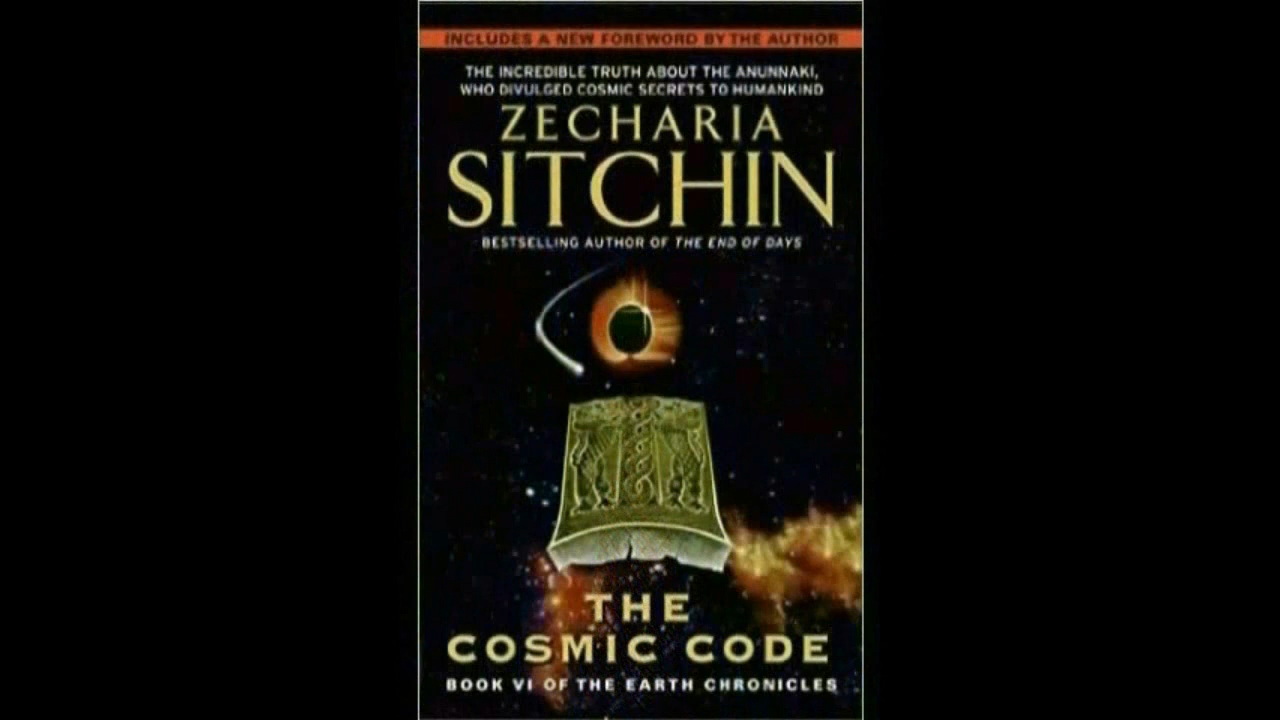 INCLUDES A NEW FOREWORD BY THE AUTHOR
THE INCREDIBLE TRUTH ABOUT THE ANUNNAKI,
WHO DIVULGED COSMIC SECRETS TO HUMANKIND
ZECHARIA
SITCHIN
BESTSELLING AUTHOR OF THE END OF DAYS
THE
COSMIC CODE
BOOK VI OF THE EARTH CHRONICLES